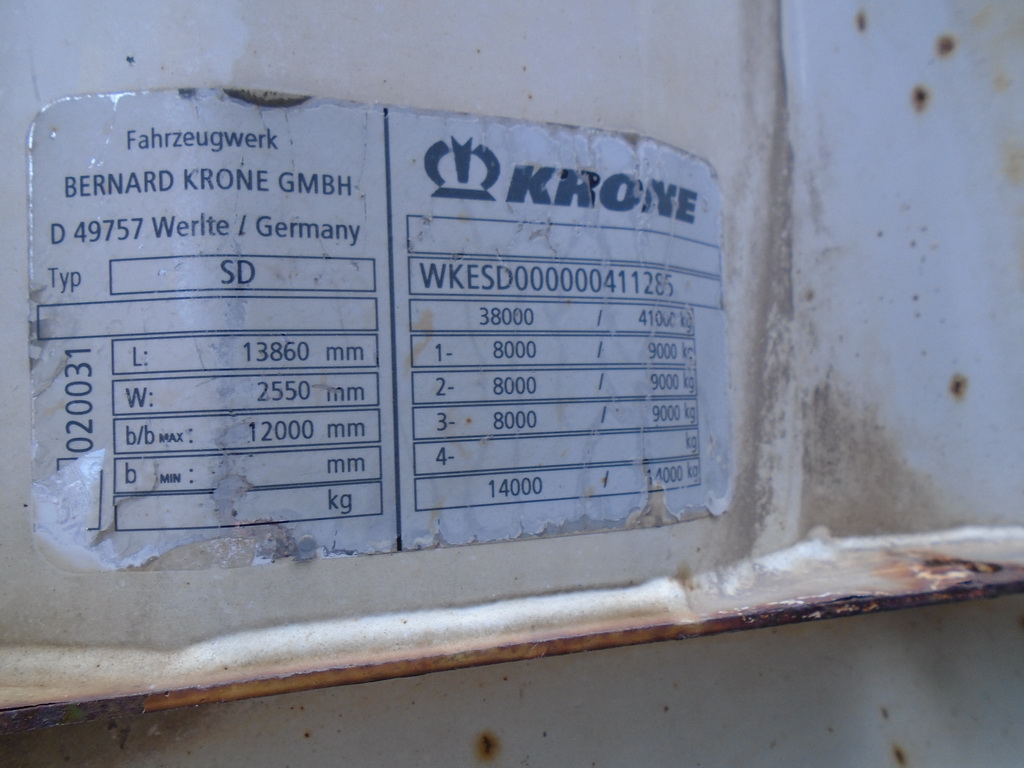 Fahrzeugwerk
BERNARD KRONE GMBH
D 49757 Werlte / Germany
Typ SD
020031
L: 13860 mm
W: 2550 mm
b/b MAX : 12000 mm
b MIN : mm
kg
KRONE
WKESD000000411285
38000 / 41000 kg
1- 8000 / 9000 kg
2- 8000 / 9000 kg
3- 8000 / 9000 kg
4- kg
14000 / 14000 kg